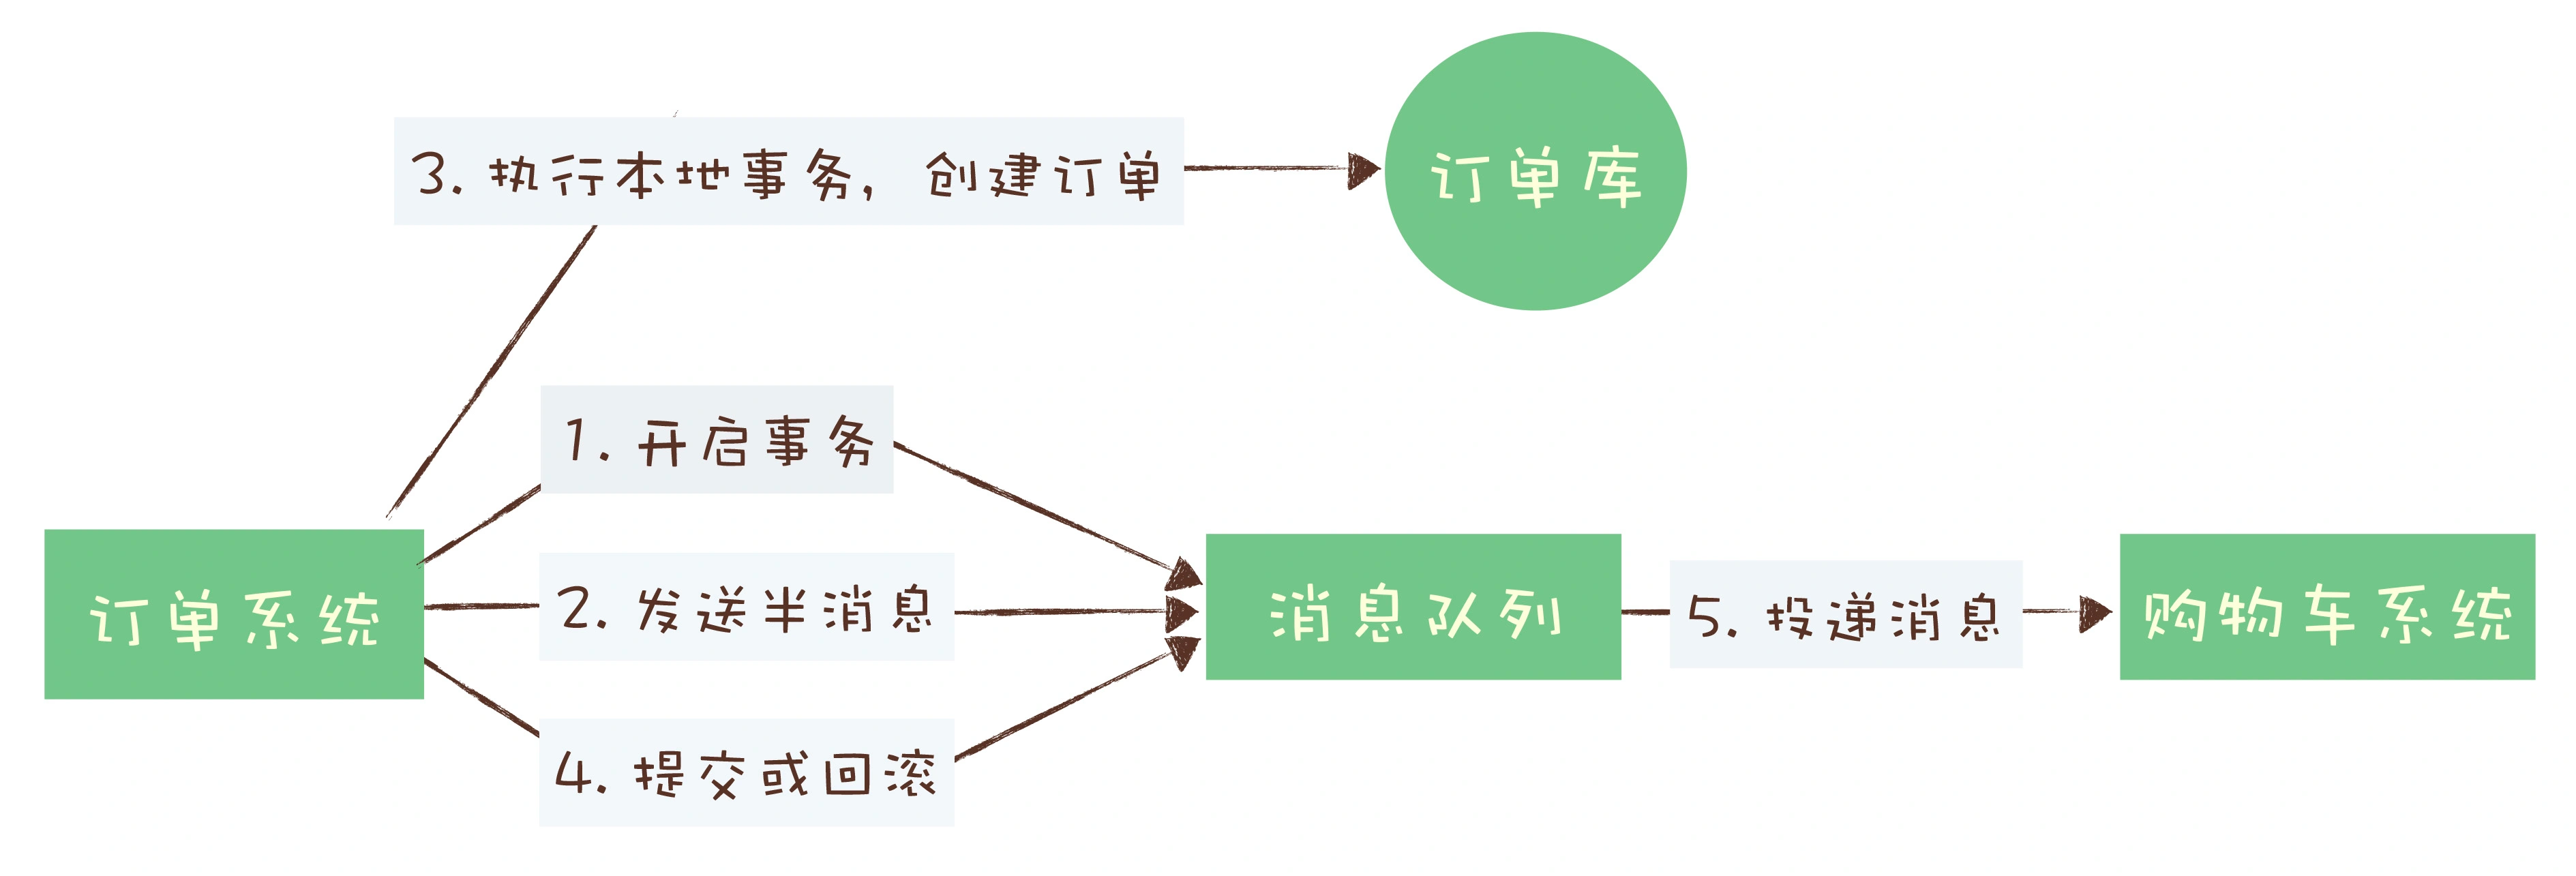 3. 执行本地事务，创建订单
订单库
1. 开启事务
订单系统
2. 发送半消息
消息队列
5. 投递消息
购物车系统
4. 提交或回滚